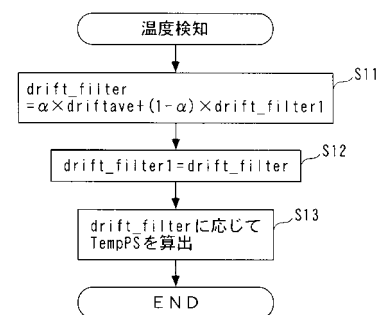 温度検知
S11
drift_filter
=α×driftave+(1-α)×drift_filter1
S12
drift_filter1=drift_filter
S13
drift_filterに応じて
TempPSを算出
END